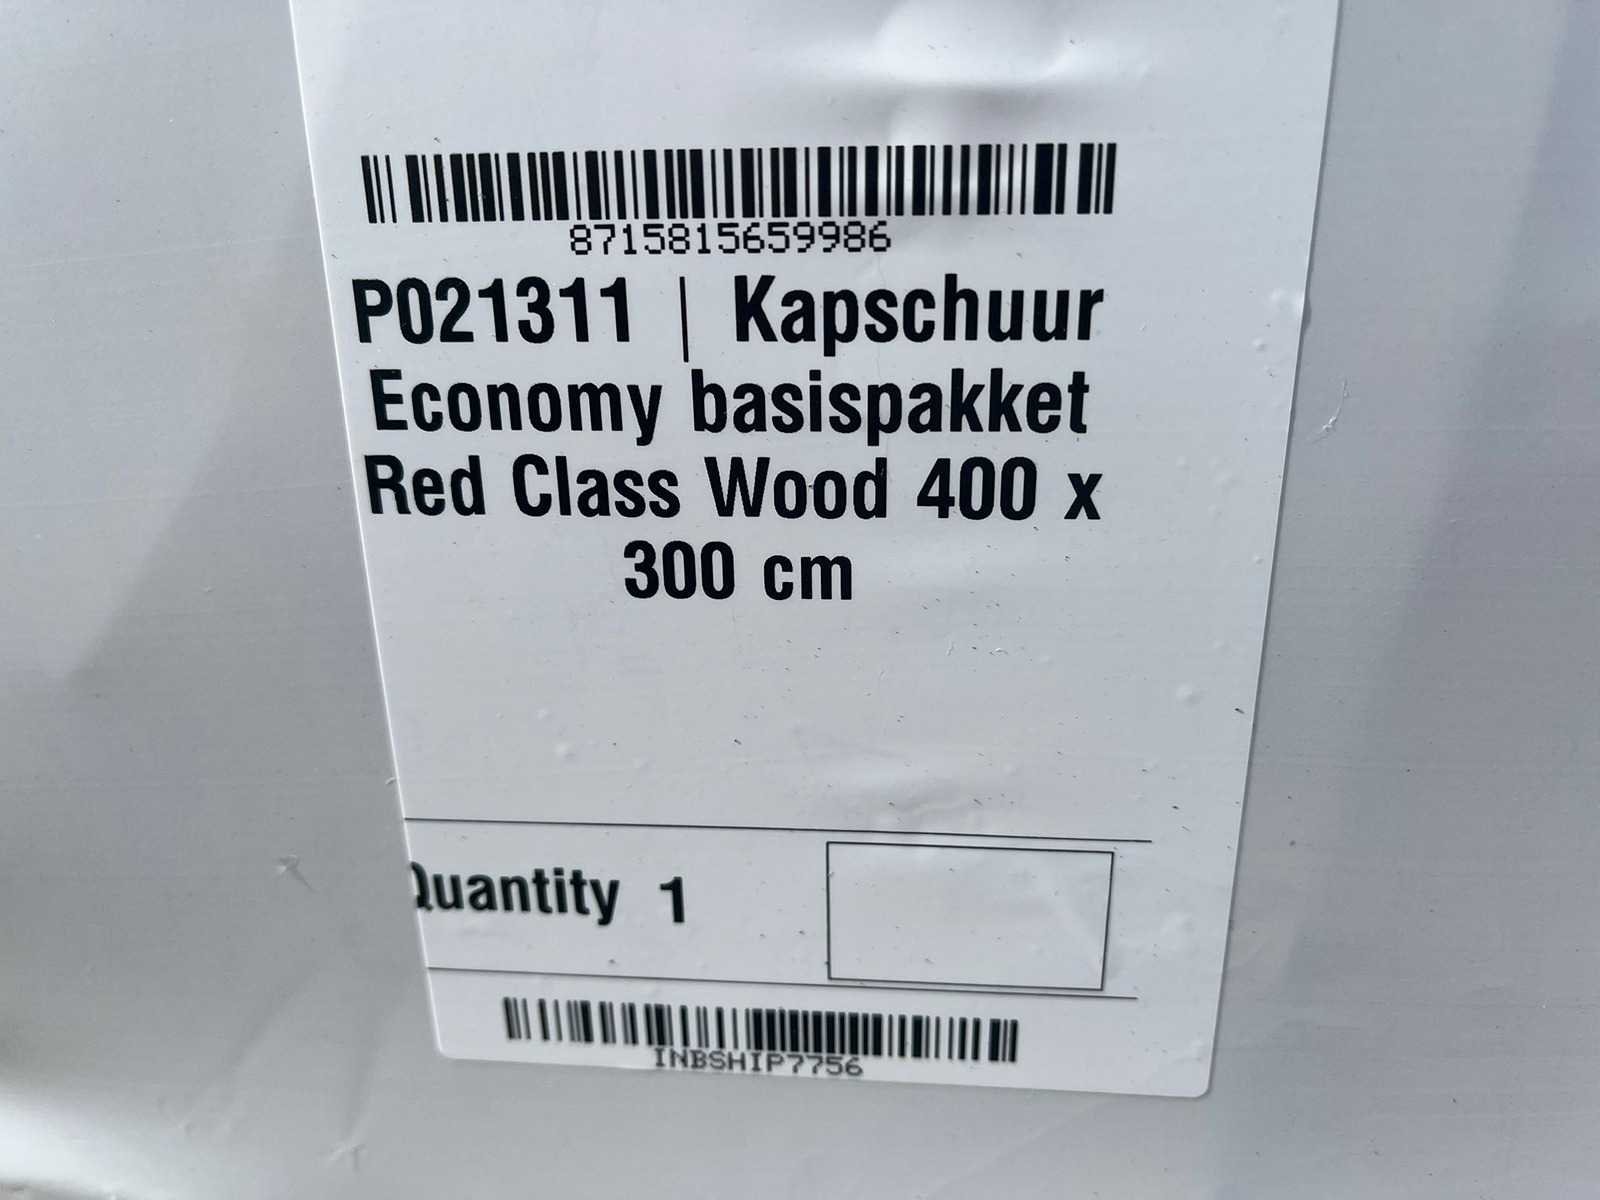 8715815659986
P021311 | Kapschuur
Economy basispakket
Red Class Wood 400 x
300 cm
Quantity 1
INBSHIP7756